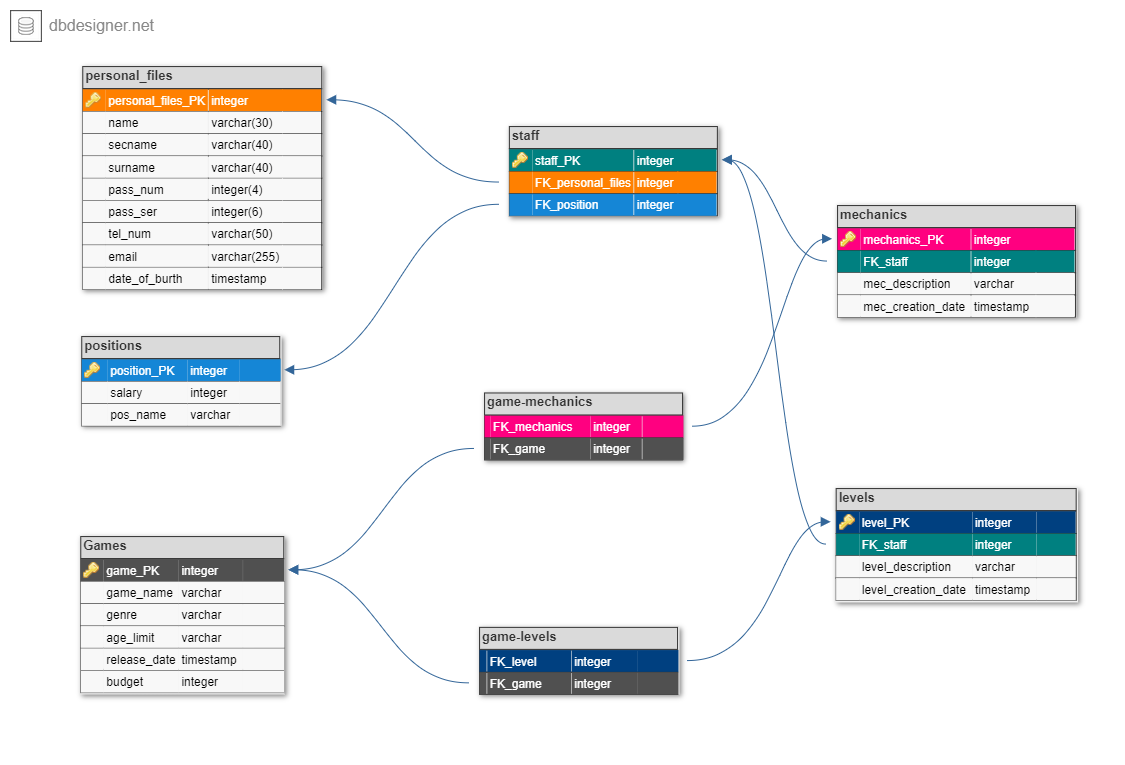 dbdesigner.net
personal_files
personal_files_PK integer
name varchar(30)
secname varchar(40)
surname varchar(40)
pass_num integer(4)
pass_ser integer(6)
tel_num varchar(50)
email varchar(255)
date_of_burth timestamp
staff
staff_PK integer
FK_personal_files integer
FK_position integer
mechanics
mechanics_PK integer
FK_staff integer
mec_description varchar
mec_creation_date timestamp
positions
position_PK integer
salary integer
pos_name varchar
game-mechanics
FK_mechanics integer
FK_game integer
levels
level_PK integer
FK_staff integer
level_description varchar
level_creation_date timestamp
Games
game_PK integer
game_name varchar
genre varchar
age_limit varchar
release_date timestamp
budget integer
game-levels
FK_level integer
FK_game integer